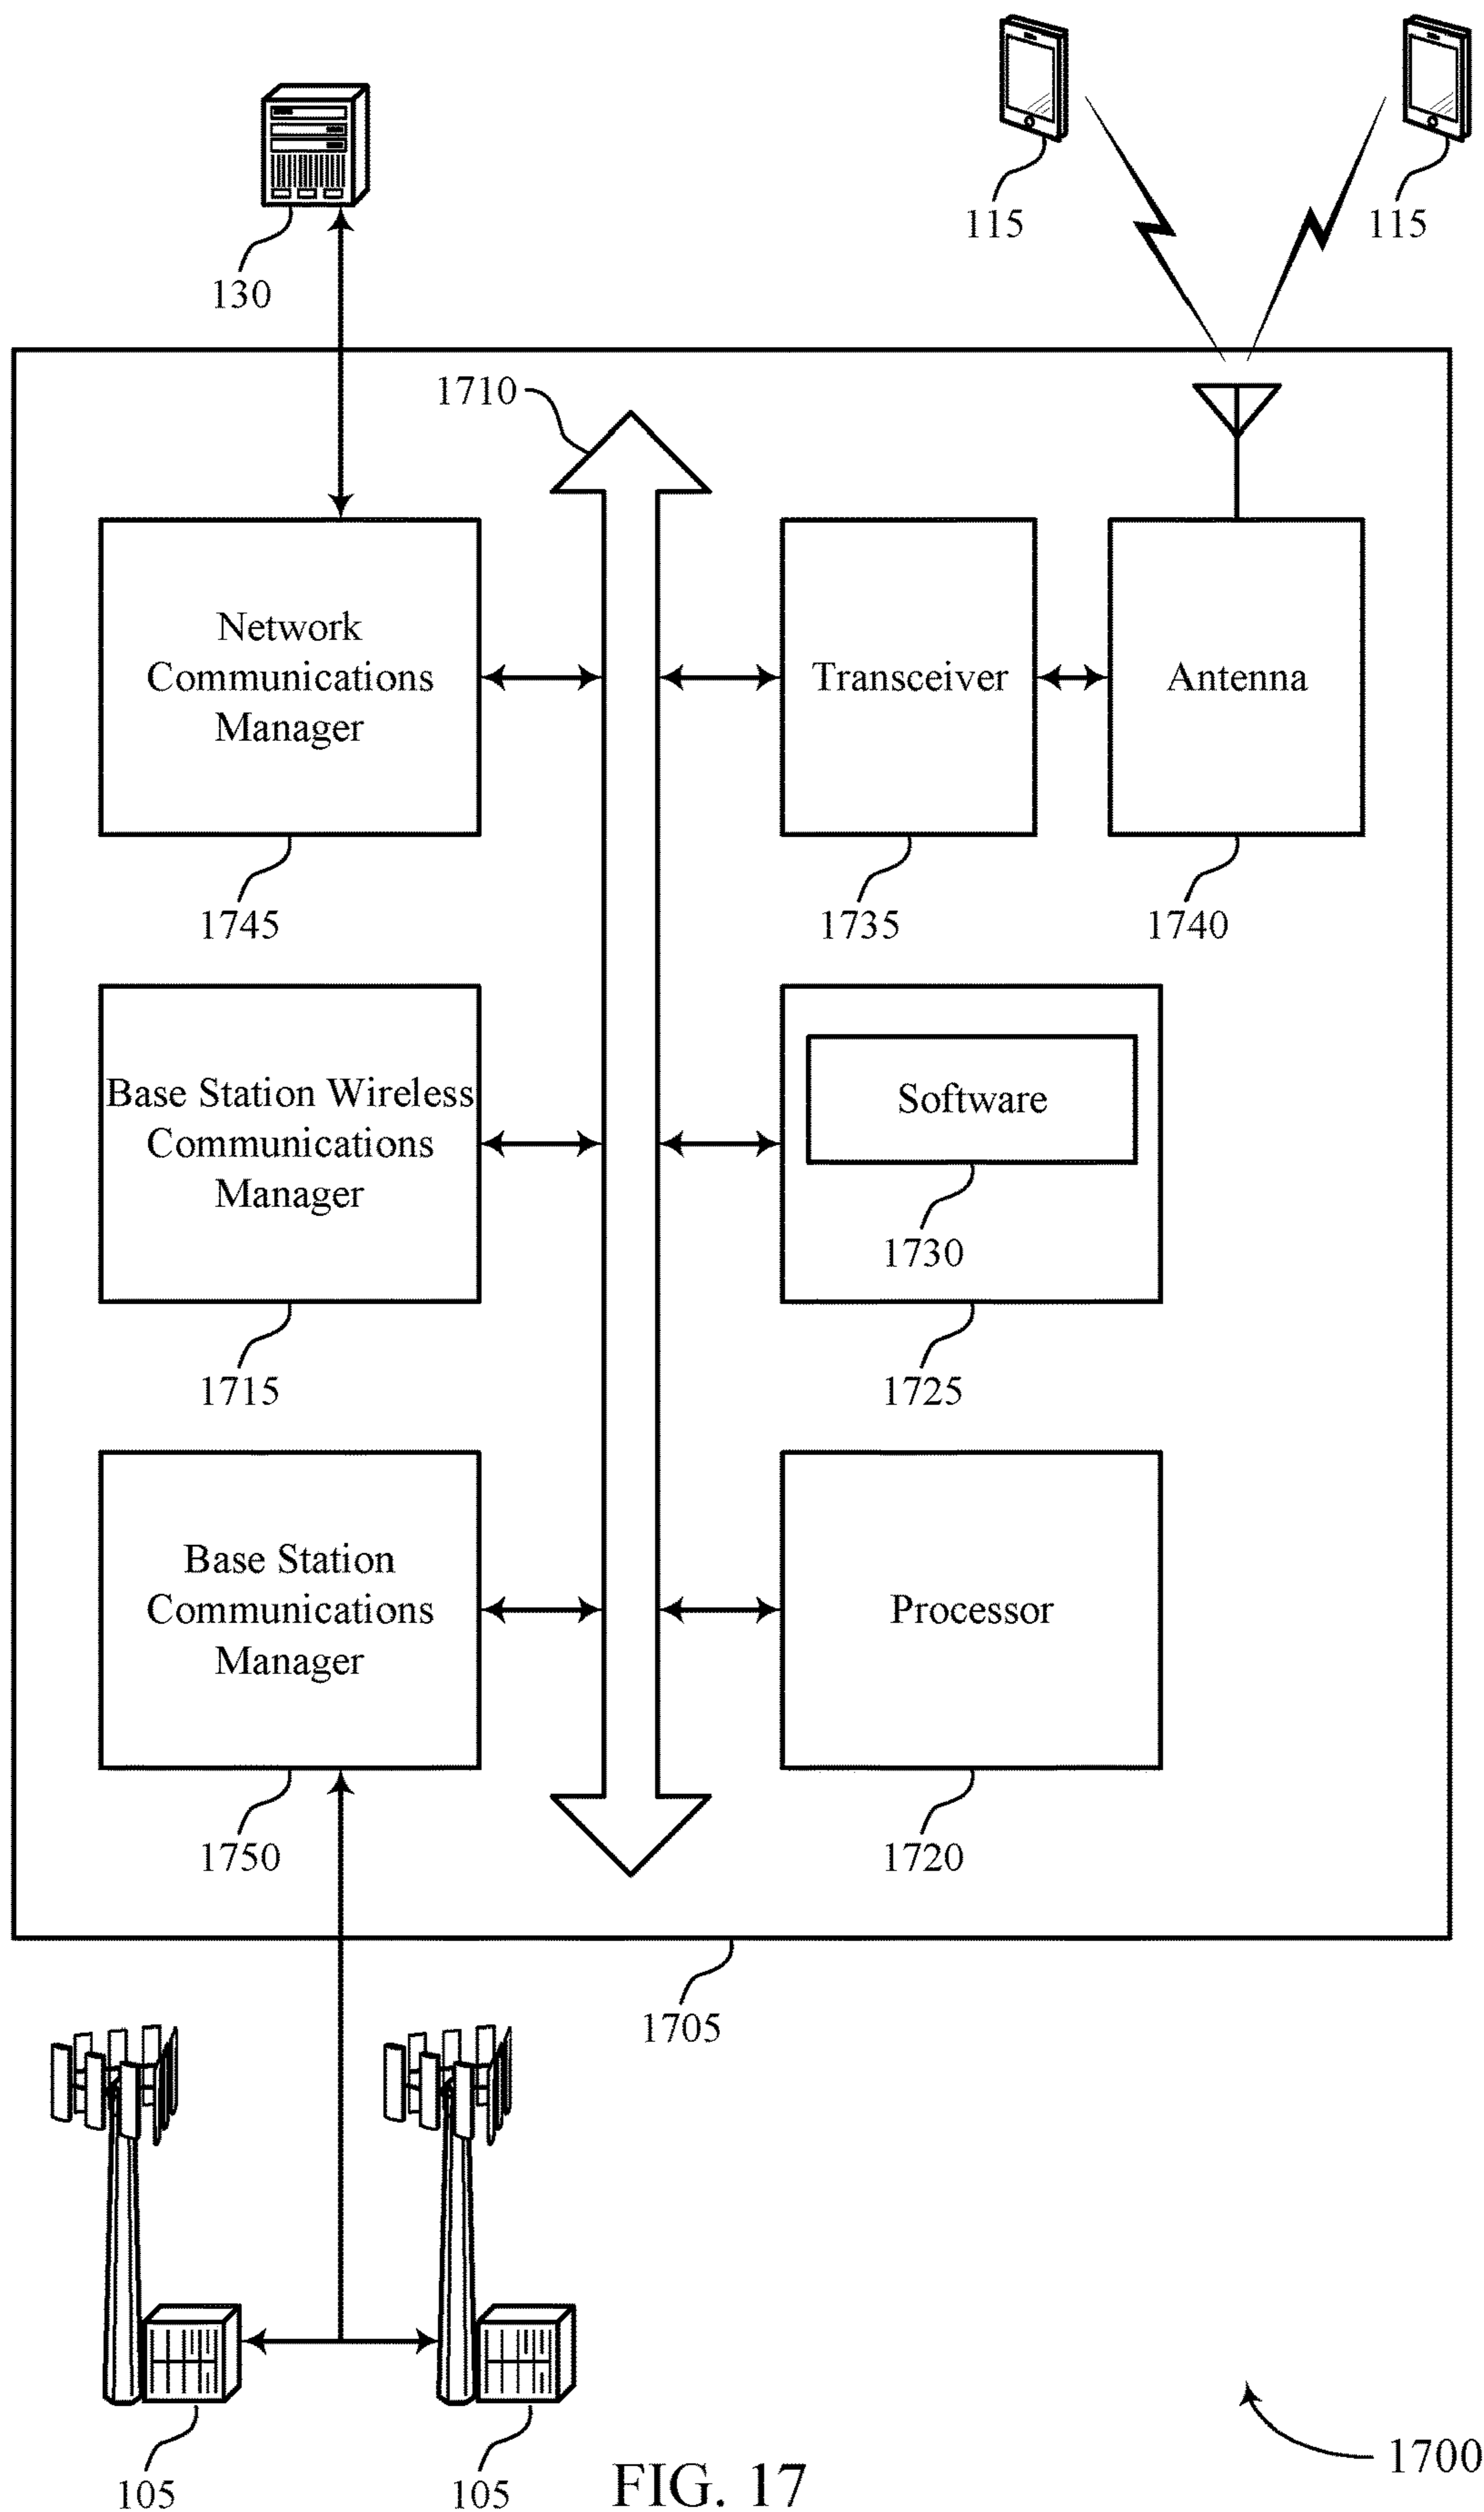 130
115
115
1710
Network
Communications
Manager
Transceiver
Antenna
1745
1735
1740
Base Station Wireless
Communications
Manager
Software
1730
1715
1725
Base Station
Communications
Manager
Processor
1750
1720
1705
105
105
FIG. 17
1700